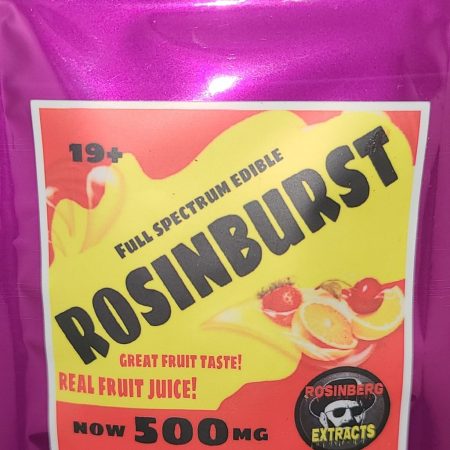 19+
FULL SPECTRUM EDIBLE
ROSINBURST
GREAT FRUIT TASTE!
REAL FRUIT JUICE!
NOW 500MG
ROSINBERG
EXTRACTS